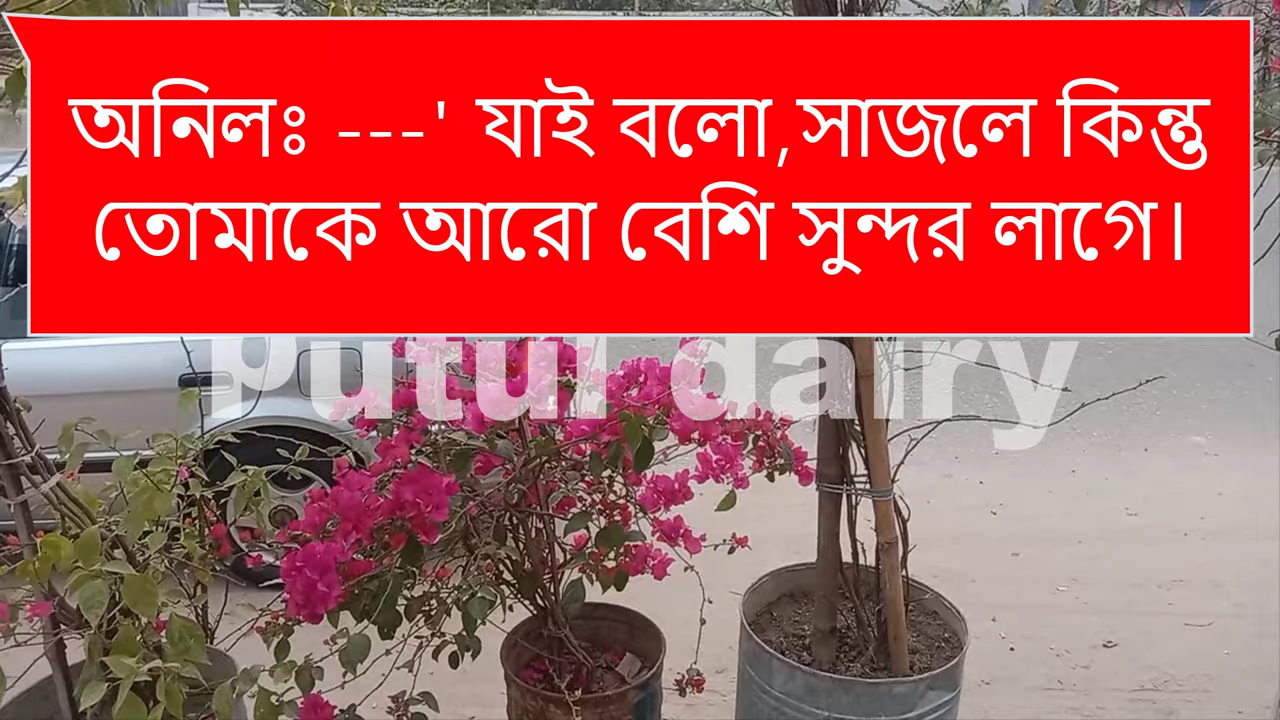 অনিলঃ ---' যাই বলো,সাজলে কিন্তু
তোমাকে আরো বেশি সুন্দর লাগে।
Putul dairy